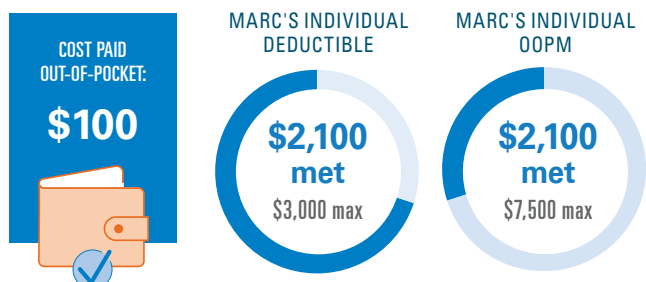 COST PAID
OUT-OF-POCKET:
$100
MARC'S INDIVIDUAL
DEDUCTIBLE
$2,100
met
$3,000 max
MARC'S INDIVIDUAL
OOPM
$2,100
met
$7,500 max